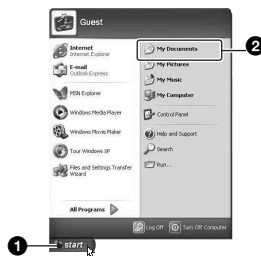 Guest
Internet
Internet Explorer
E-mail
Outlook Express
MSN Explorer
Windows Media Player
Windows Movie Maker
Tour Windows XP
Files and Settings Transfer
Wizard
All Programs
My Documents
2
My Pictures
My Music
My Computer
Control Panel
Help and Support
Search
Run...
Log Off
Turn Off Computer
1
start